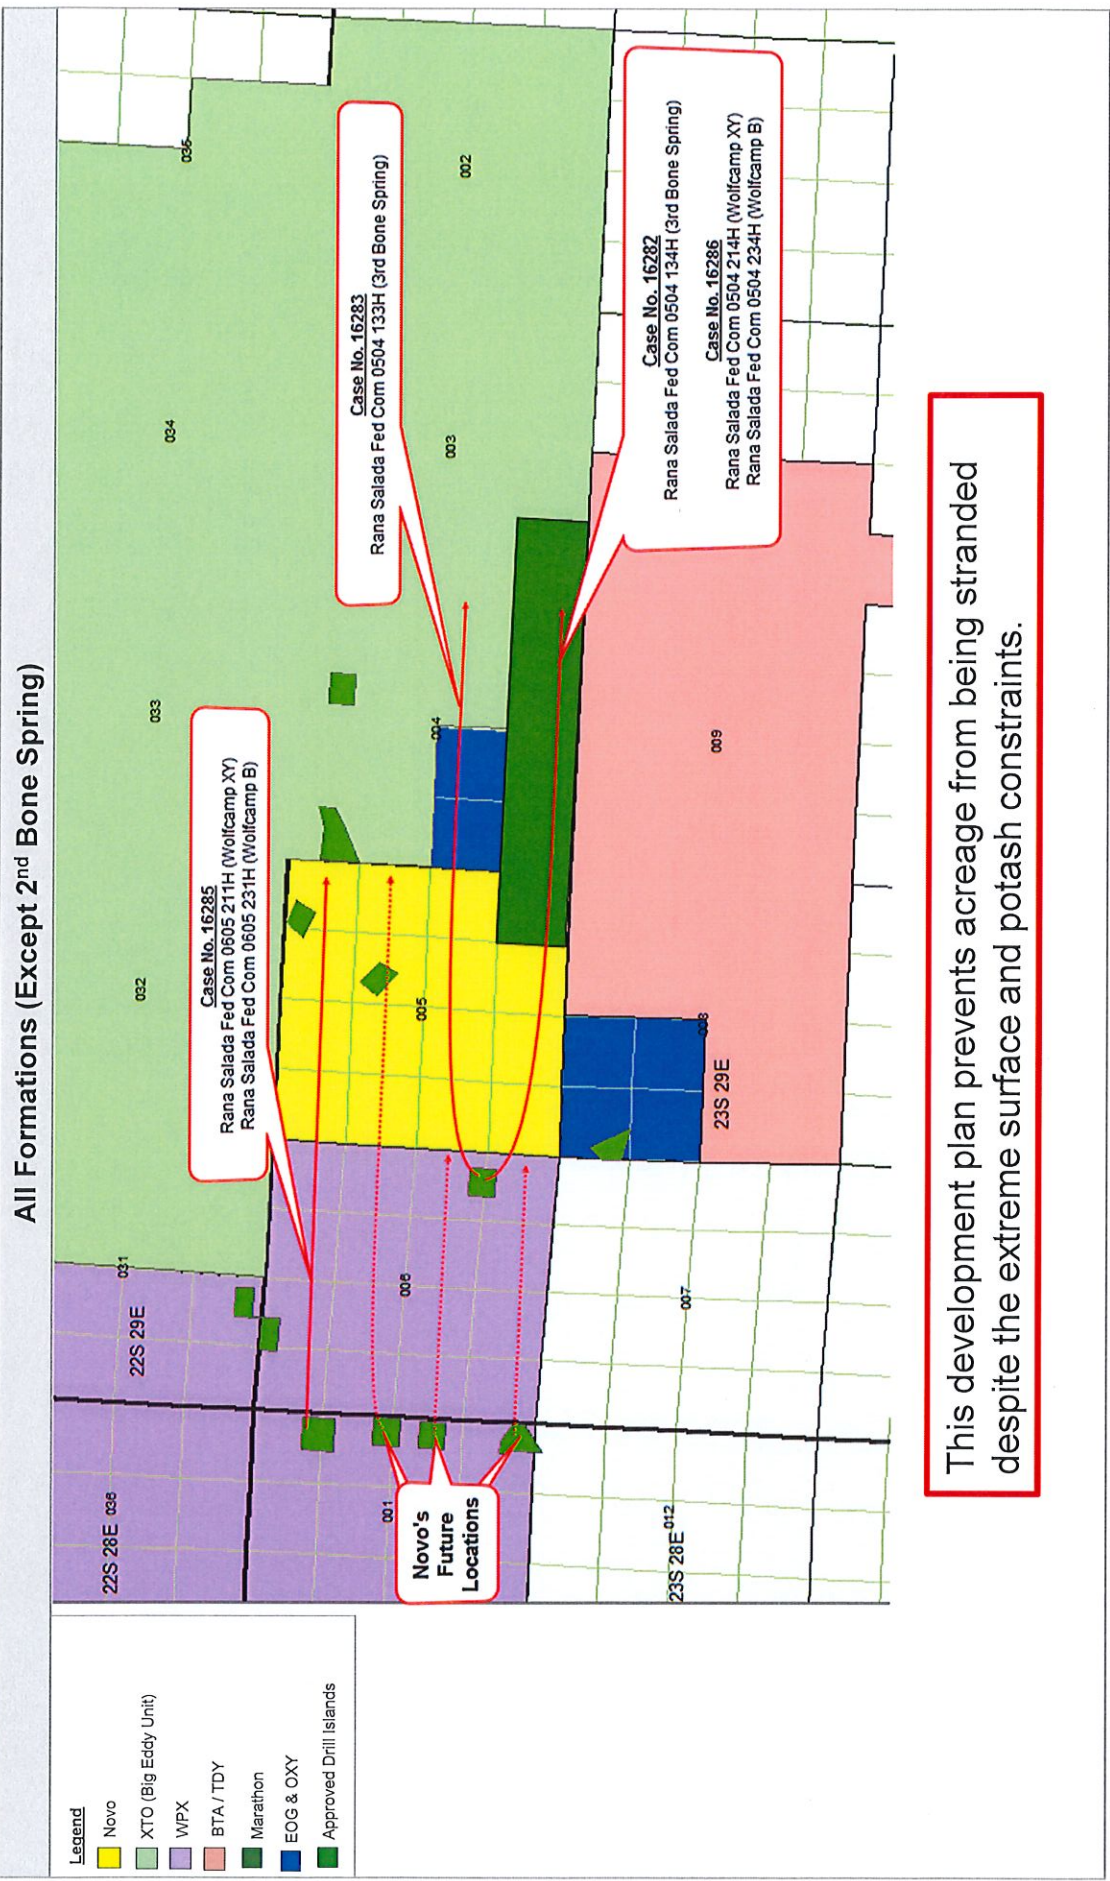 All Formations (Except 2nd Bone Spring)
Legend
Novo
XTO (Big Eddy Unit)
WPX
BTA / TDY
Marathon
EOG & OXY
Approved Drill Islands
22S 28E 036
22S 29E
031
032
033
034
035
Case No. 16285
Rana Salada Fed Com 0605 211H (Wolfcamp XY)
Rana Salada Fed Com 0605 231H (Wolfcamp B)
Case No. 16283
Rana Salada Fed Com 0504 133H (3rd Bone Spring)
001
006
005
004
003
002
Novo's
Future
Locations
Case No. 16282
Rana Salada Fed Com 0504 134H (3rd Bone Spring)
Case No. 16286
Rana Salada Fed Com 0504 214H (Wolfcamp XY)
Rana Salada Fed Com 0504 234H (Wolfcamp B)
23S 28E 012
007
23S 29E
008
009
This development plan prevents acreage from being stranded
despite the extreme surface and potash constraints.